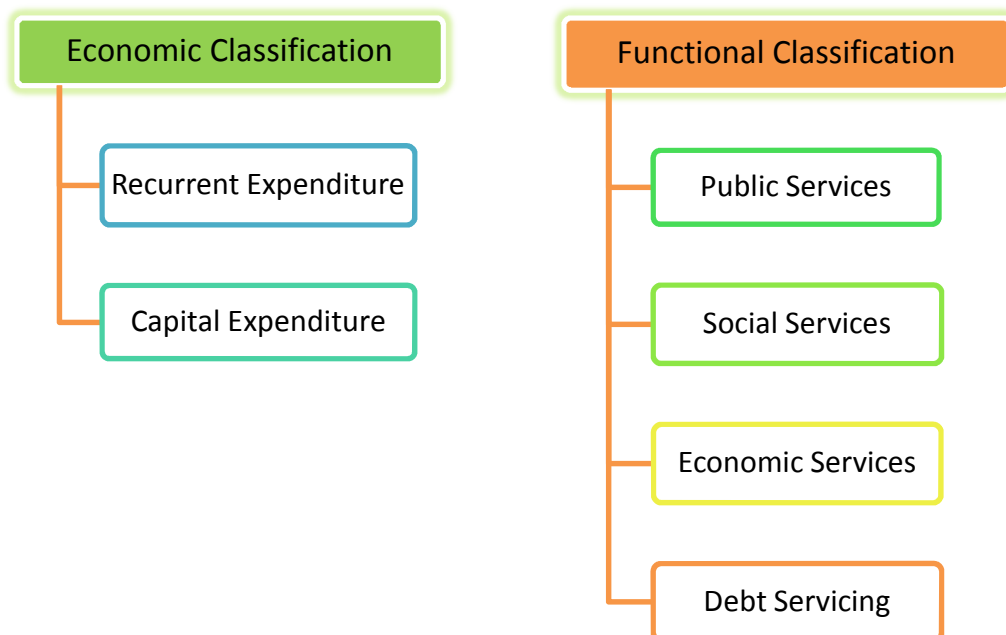 Economic Classification
Recurrent Expenditure
Capital Expenditure
Functional Classification
Public Services
Social Services
Economic Services
Debt Servicing